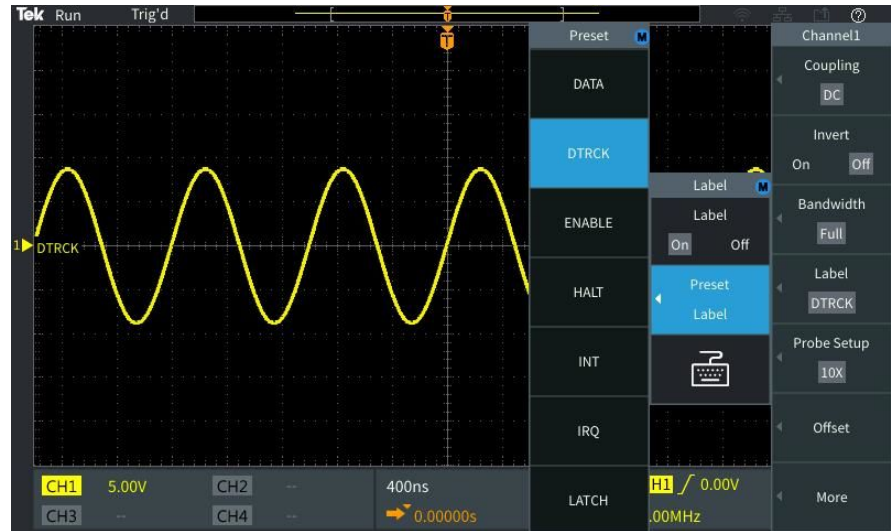 Tek Run Trig'd
T
T
Preset M
DATA
DTRCK
ENABLE
HALT
INT
IRQ
LATCH
Label M
Label
On Off
Preset
Label
Channel1
Coupling
DC
Invert
On Off
Bandwidth
Full
Label
DTRCK
Probe Setup
10X
Offset
More
1 DTRCK
CH1 5.00V CH2 --
CH3 -- CH4 --
400ns
0.00000s
H1 0.00V
.00MHz